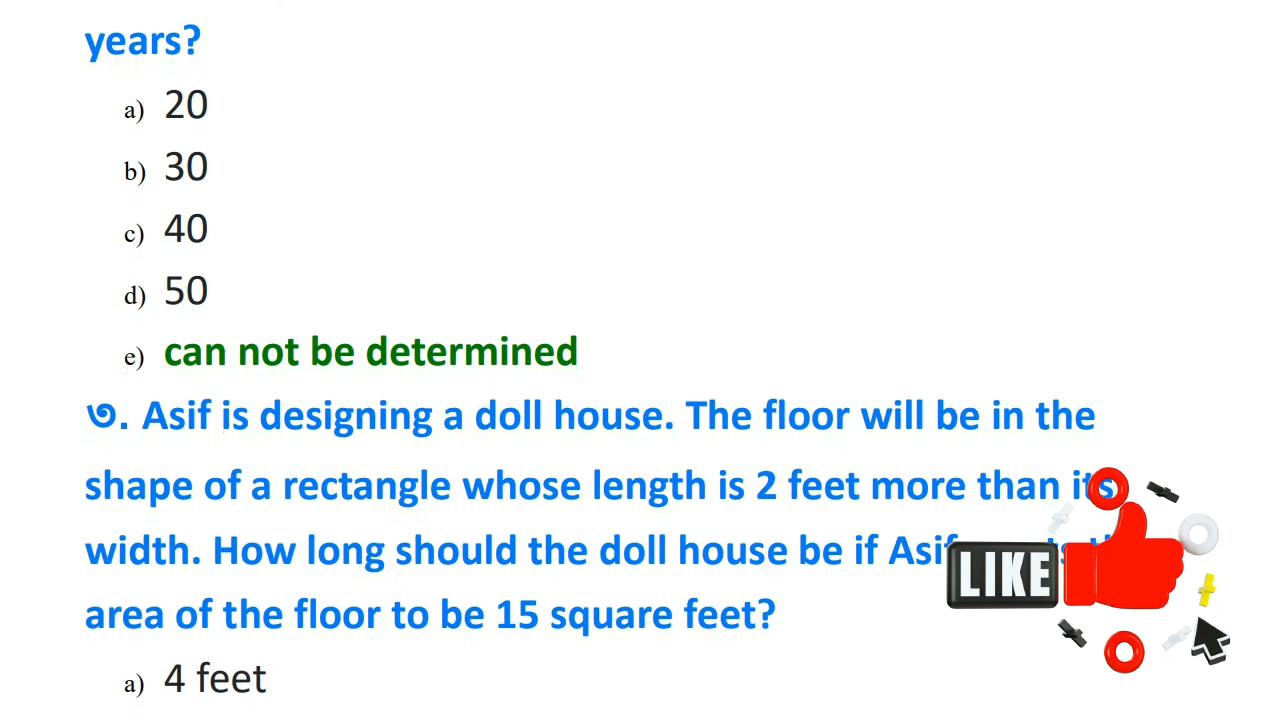 years?
a) 20
b) 30
c) 40
d) 50
e) can not be determined
৩. Asif is designing a doll house. The floor will be in the
shape of a rectangle whose length is 2 feet more than its
width. How long should the doll house be if Asif
area of the floor to be 15 square feet?
a) 4 feet
LIKE